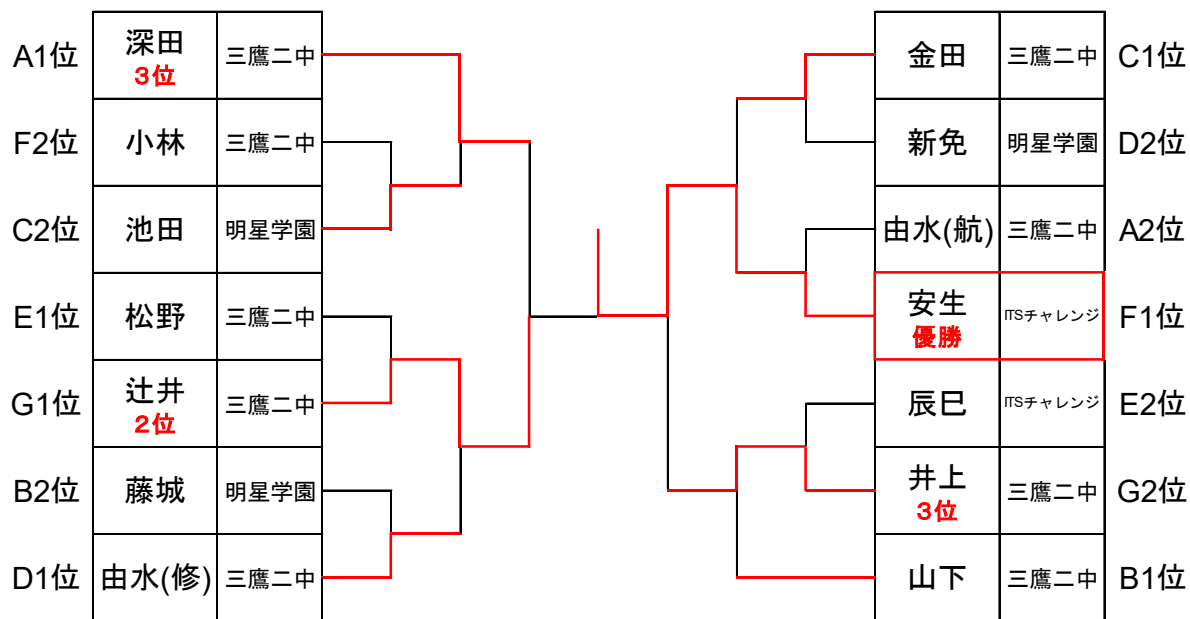 A1位 深田 三鷹二中
3位
F2位 小林 三鷹二中
C2位 池田 明星学園
E1位 松野 三鷹二中
G1位 辻井 三鷹二中
2位
B2位 藤城 明星学園
D1位 由水(修) 三鷹二中
金田 三鷹二中 C1位
新免 明星学園 D2位
由水(航) 三鷹二中 A2位
安生 ITSチャレンジ F1位
優勝
辰巳 ITSチャレンジ E2位
井上 三鷹二中 G2位
3位
山下 三鷹二中 B1位